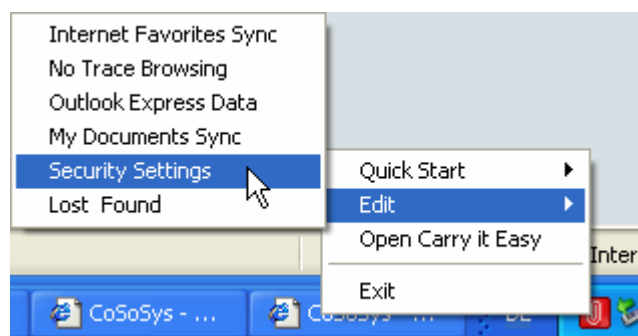 Internet Favorites Sync
No Trace Browsing
Outlook Express Data
My Documents Sync
Security Settings
Lost Found
Quick Start
Edit
Open Carry it Easy
Exit
Inter
CoSoSys - ...
CoSoSys - ...
DE